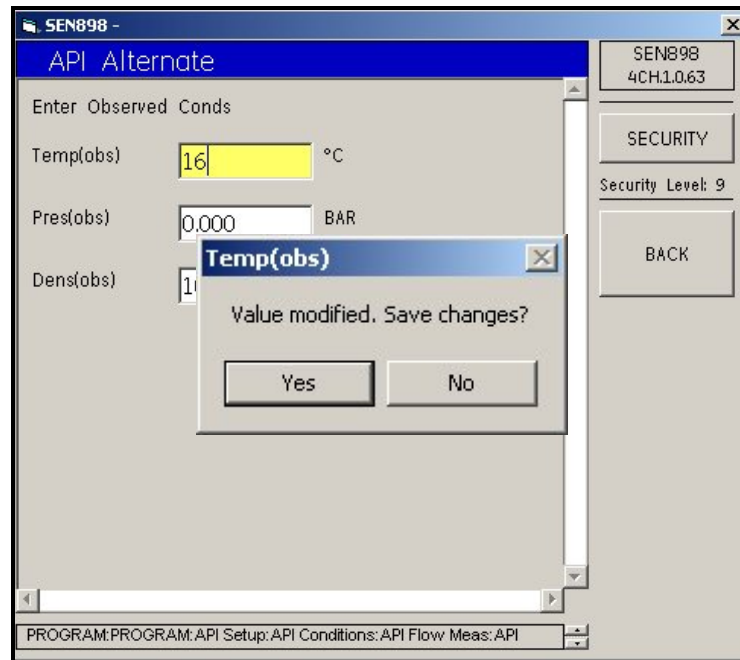 SEN898 -
API Alternate
Enter Observed Conds
Temp(obs) 16 °C
Pres(obs) 0.000 BAR
Dens(obs)
Temp(obs)
Value modified. Save changes?
Yes No
SEN898
4CH.1.0.63
SECURITY
Security Level: 9
BACK
PROGRAM:PROGRAM:API Setup:API Conditions:API Flow Meas:API